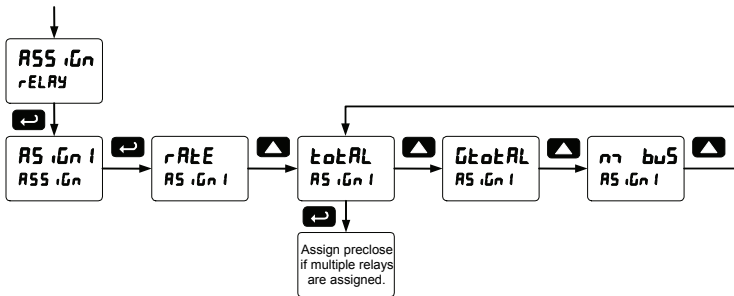 ASSiGn
rELAY
ASiGn1
ASSiGn
rAtE
ASiGn1
totAL
ASiGn1
GtotAL
ASiGn1
m buS
ASiGn1
Assign preclose
if multiple relays
are assigned.